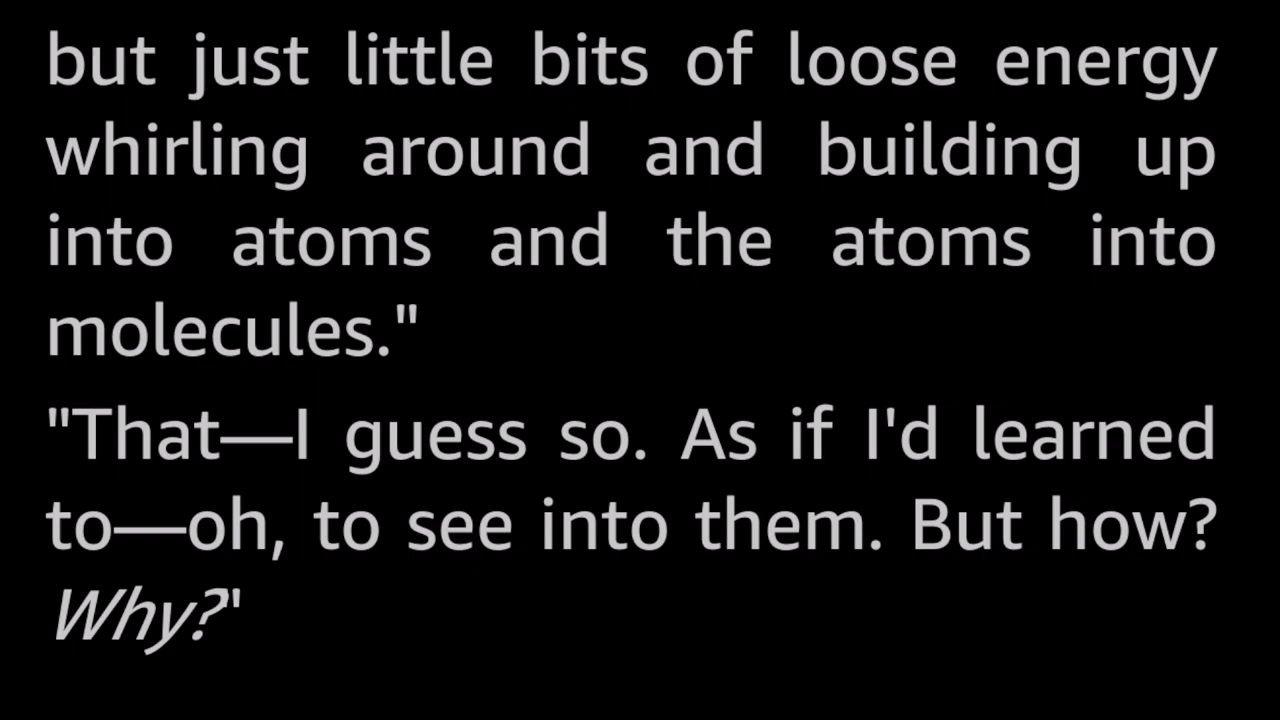 but just little bits of loose energy
whirling around and building up
into atoms and the atoms into
molecules."
"That—I guess so. As if I'd learned
to—oh, to see into them. But how?
Why?"